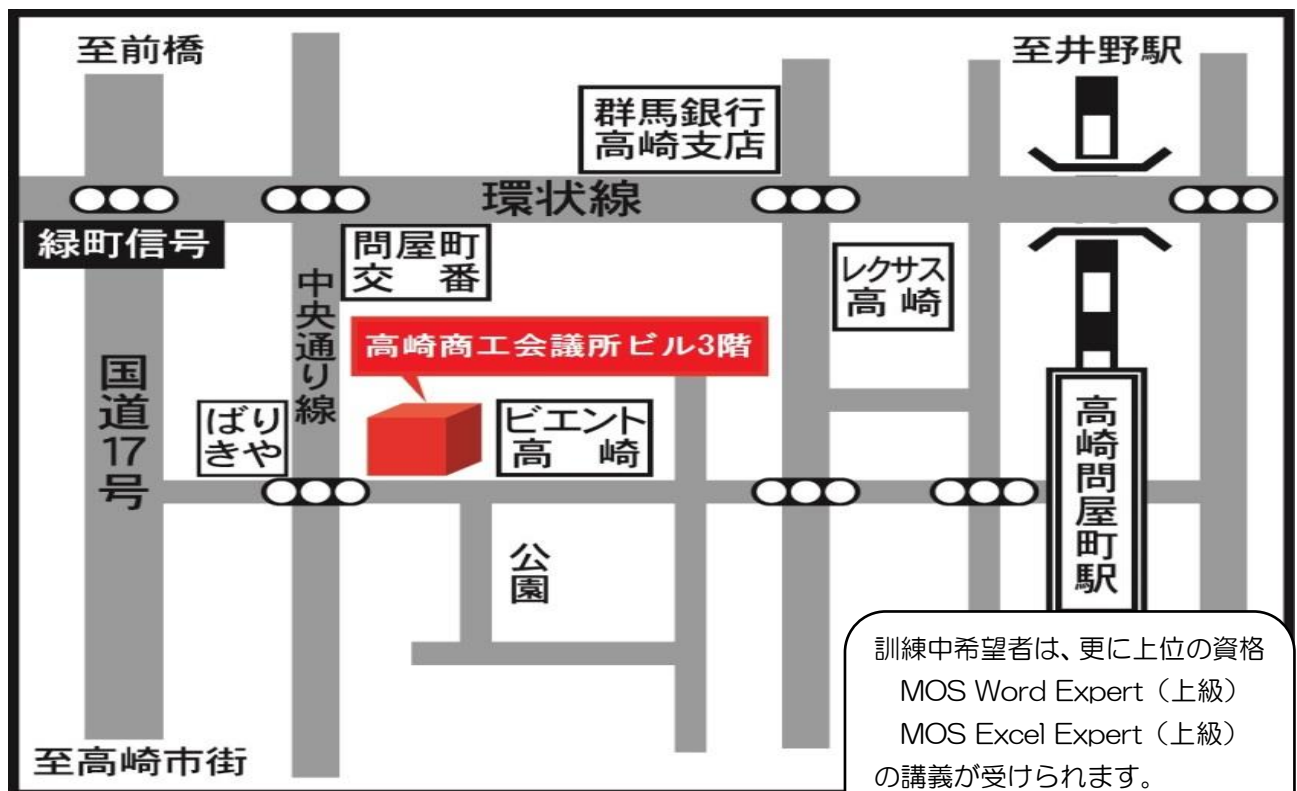 至前橋
至井野駅
群馬銀行
高崎支店
環状線
緑町信号
問屋町
交番
レクサス
高崎
中央通り線
高崎商工会議所ビル3階
国道17号
ばり
きや
ビエント
高崎
高崎問屋町駅
公園
至高崎市街
訓練中希望者は、更に上位の資格
MOS Word Expert（上級）
MOS Excel Expert（上級）
の講義が受けられます。